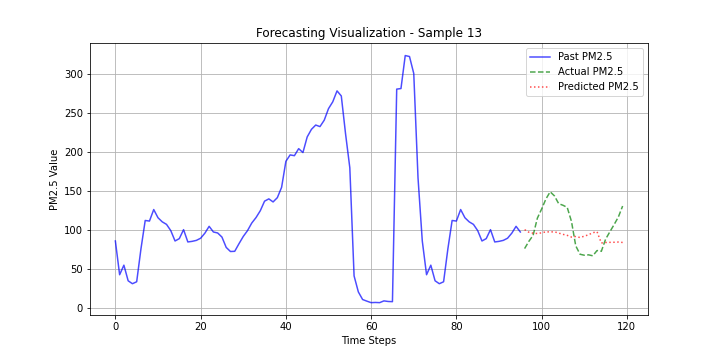 Forecasting Visualization - Sample 13
Past PM2.5
Actual PM2.5
Predicted PM2.5
PM2.5 Value
300
250
200
150
100
50
0
0 20 40 60 80 100 120
Time Steps